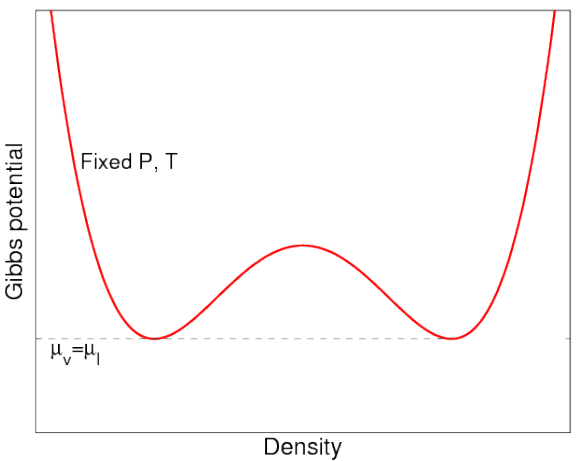 Gibbs potential
Fixed P, T
μᵥ=μₗ
Density